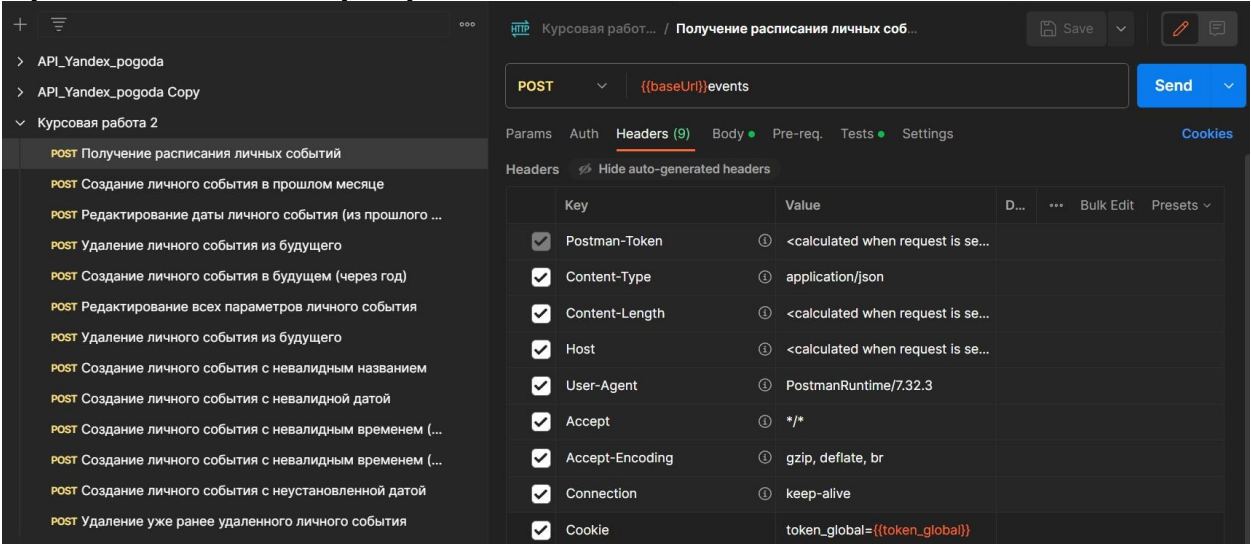 API_Yandex_pogoda
API_Yandex_pogoda Copy
Курсовая работа 2
POST Получение расписания личных событий
POST Создание личного события в прошлом месяце
POST Редактирование даты личного события (из прошлого ...
POST Удаление личного события из будущего
POST Создание личного события в будущем (через год)
POST Редактирование всех параметров личного события
POST Удаление личного события из будущего
POST Создание личного события с невалидным названием
POST Создание личного события с невалидной датой
POST Создание личного события с невалидным временем (...
POST Создание личного события с невалидным временем (...
POST Создание личного события с неустановленной датой
POST Удаление уже ранее удаленного личного события
HTTP Курсовая работ... / Получение расписания личных соб...
Save
POST {{baseUrl}}events
Send
Params Auth Headers (9) Body Pre-req. Tests Settings Cookies
Headers Hide auto-generated headers
Key Value D... Bulk Edit Presets
Postman-Token <calculated when request is se...
Content-Type application/json
Content-Length <calculated when request is se...
Host <calculated when request is se...
User-Agent PostmanRuntime/7.32.3
Accept */*
Accept-Encoding gzip, deflate, br
Connection keep-alive
Cookie token_global={{token_global}}